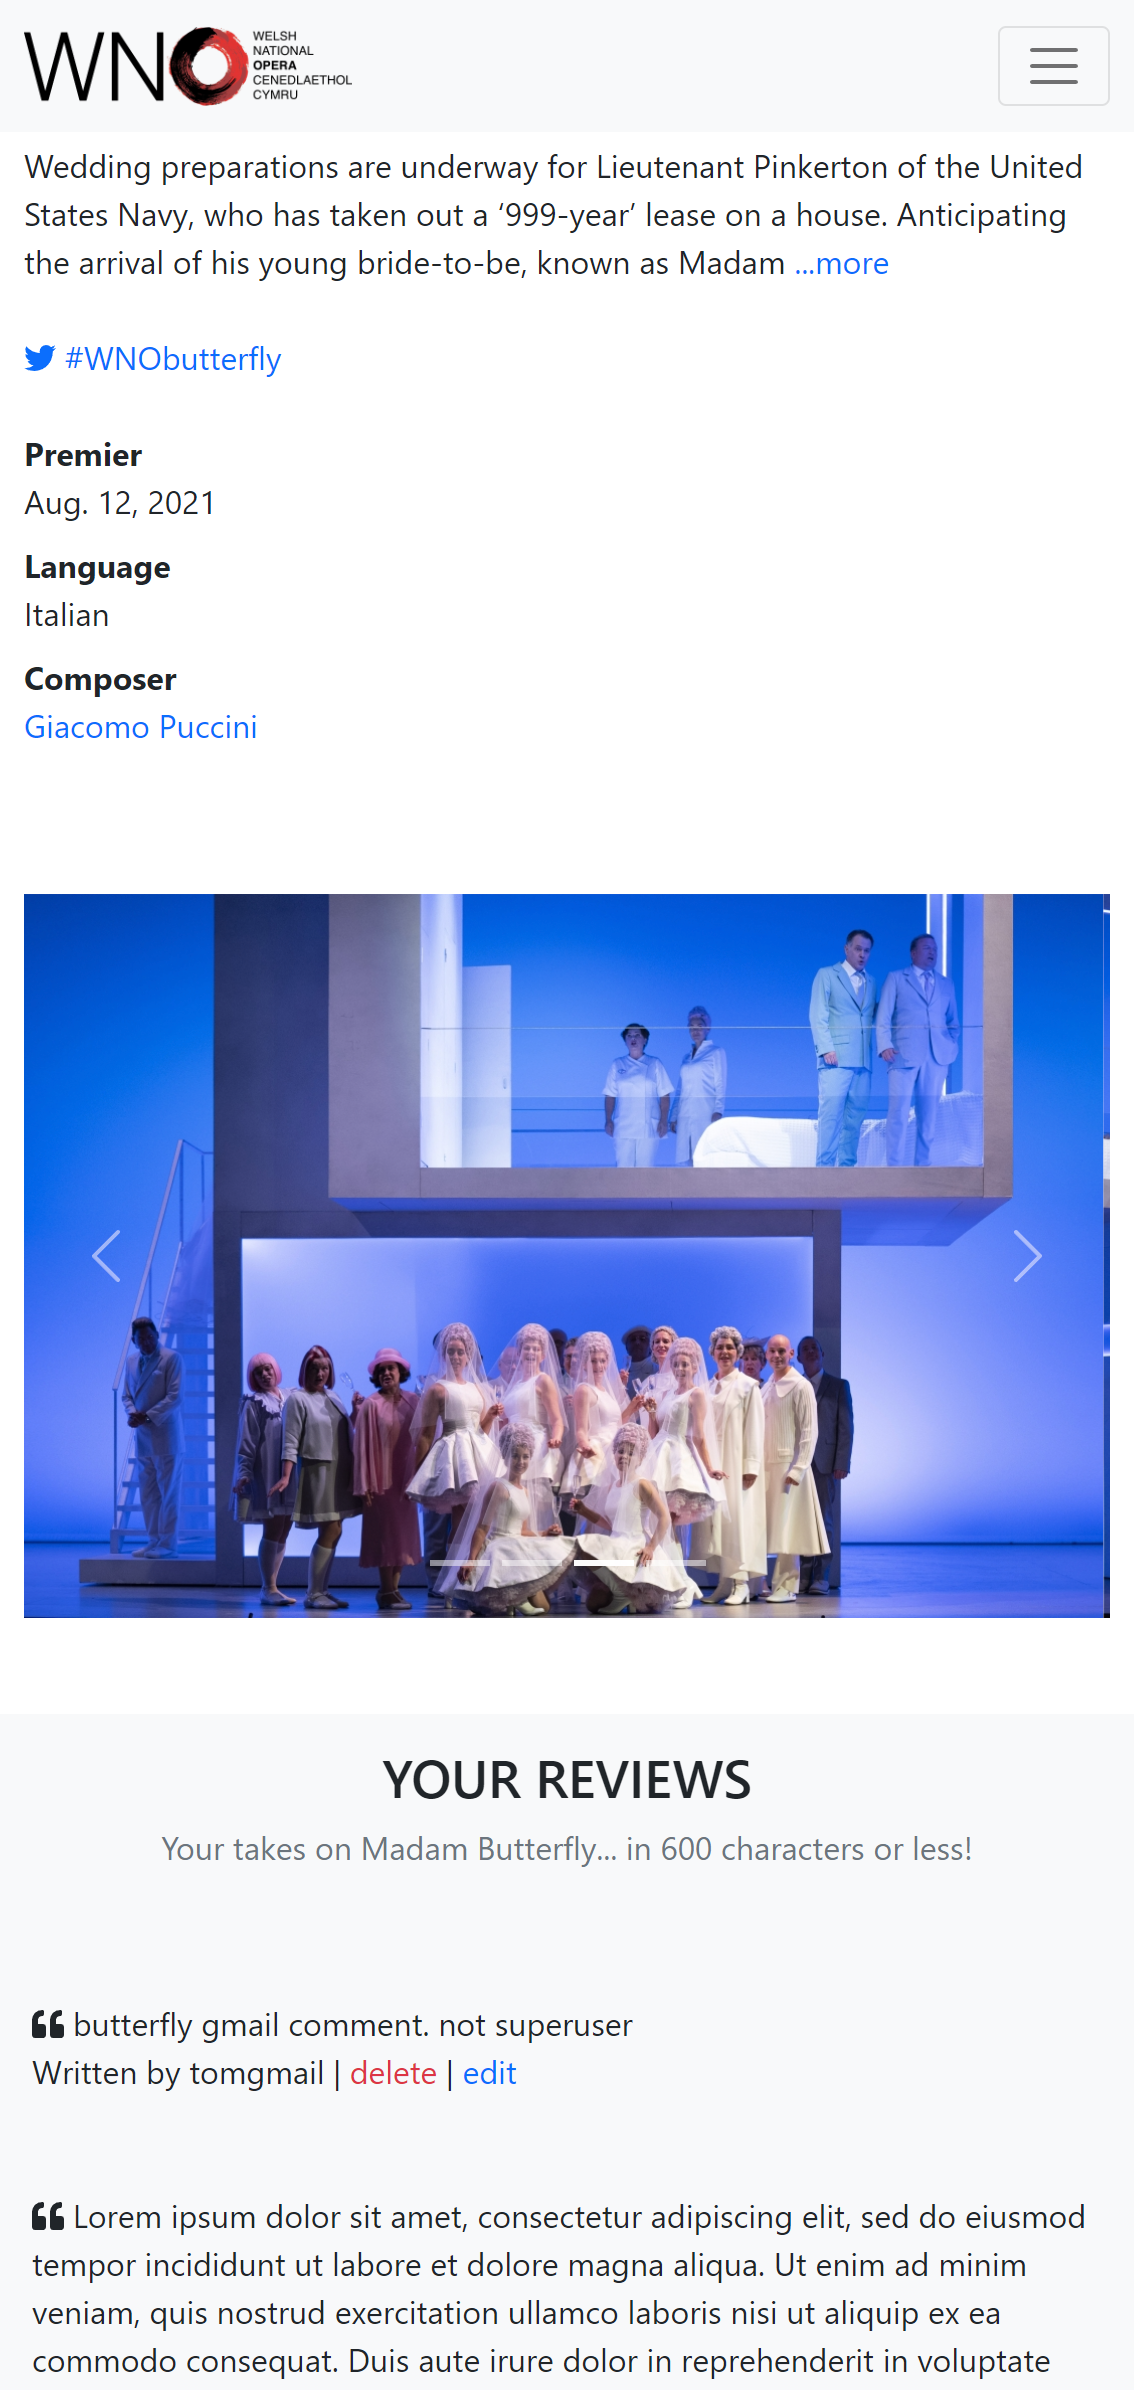 WNO
WELSH
NATIONAL
OPERA
CENEDLAETHOL
CYMRU
Wedding preparations are underway for Lieutenant Pinkerton of the United
States Navy, who has taken out a ‘999-year’ lease on a house. Anticipating
the arrival of his young bride-to-be, known as Madam ...more
#WNObutterfly
Premier
Aug. 12, 2021
Language
Italian
Composer
Giacomo Puccini
YOUR REVIEWS
Your takes on Madam Butterfly... in 600 characters or less!
butterfly gmail comment. not superuser
Written by tomgmail | delete | edit
Lorem ipsum dolor sit amet, consectetur adipiscing elit, sed do eiusmod
tempor incididunt ut labore et dolore magna aliqua. Ut enim ad minim
veniam, quis nostrud exercitation ullamco laboris nisi ut aliquip ex ea
commodo consequat. Duis aute irure dolor in reprehenderit in voluptate